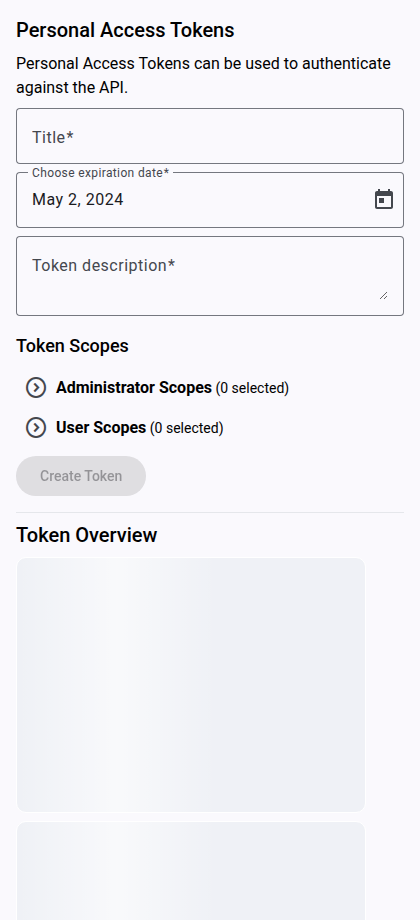 Personal Access Tokens
Personal Access Tokens can be used to authenticate
against the API.
Title*
Choose expiration date*
May 2, 2024
Token description*
Token Scopes
Administrator Scopes (0 selected)
User Scopes (0 selected)
Create Token
Token Overview